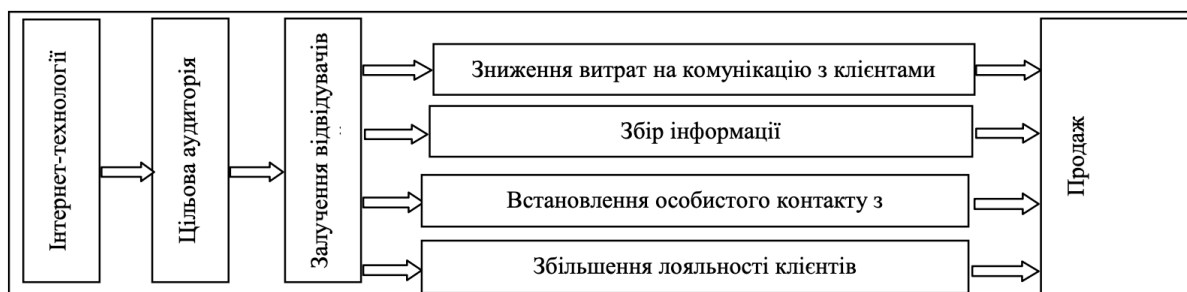 Інтернет-технології
Цільова аудиторія
Залучення відвідувачів
Зниження витрат на комунікацію з клієнтами
Збір інформації
Встановлення особистого контакту з
Збільшення лояльності клієнтів
Продаж